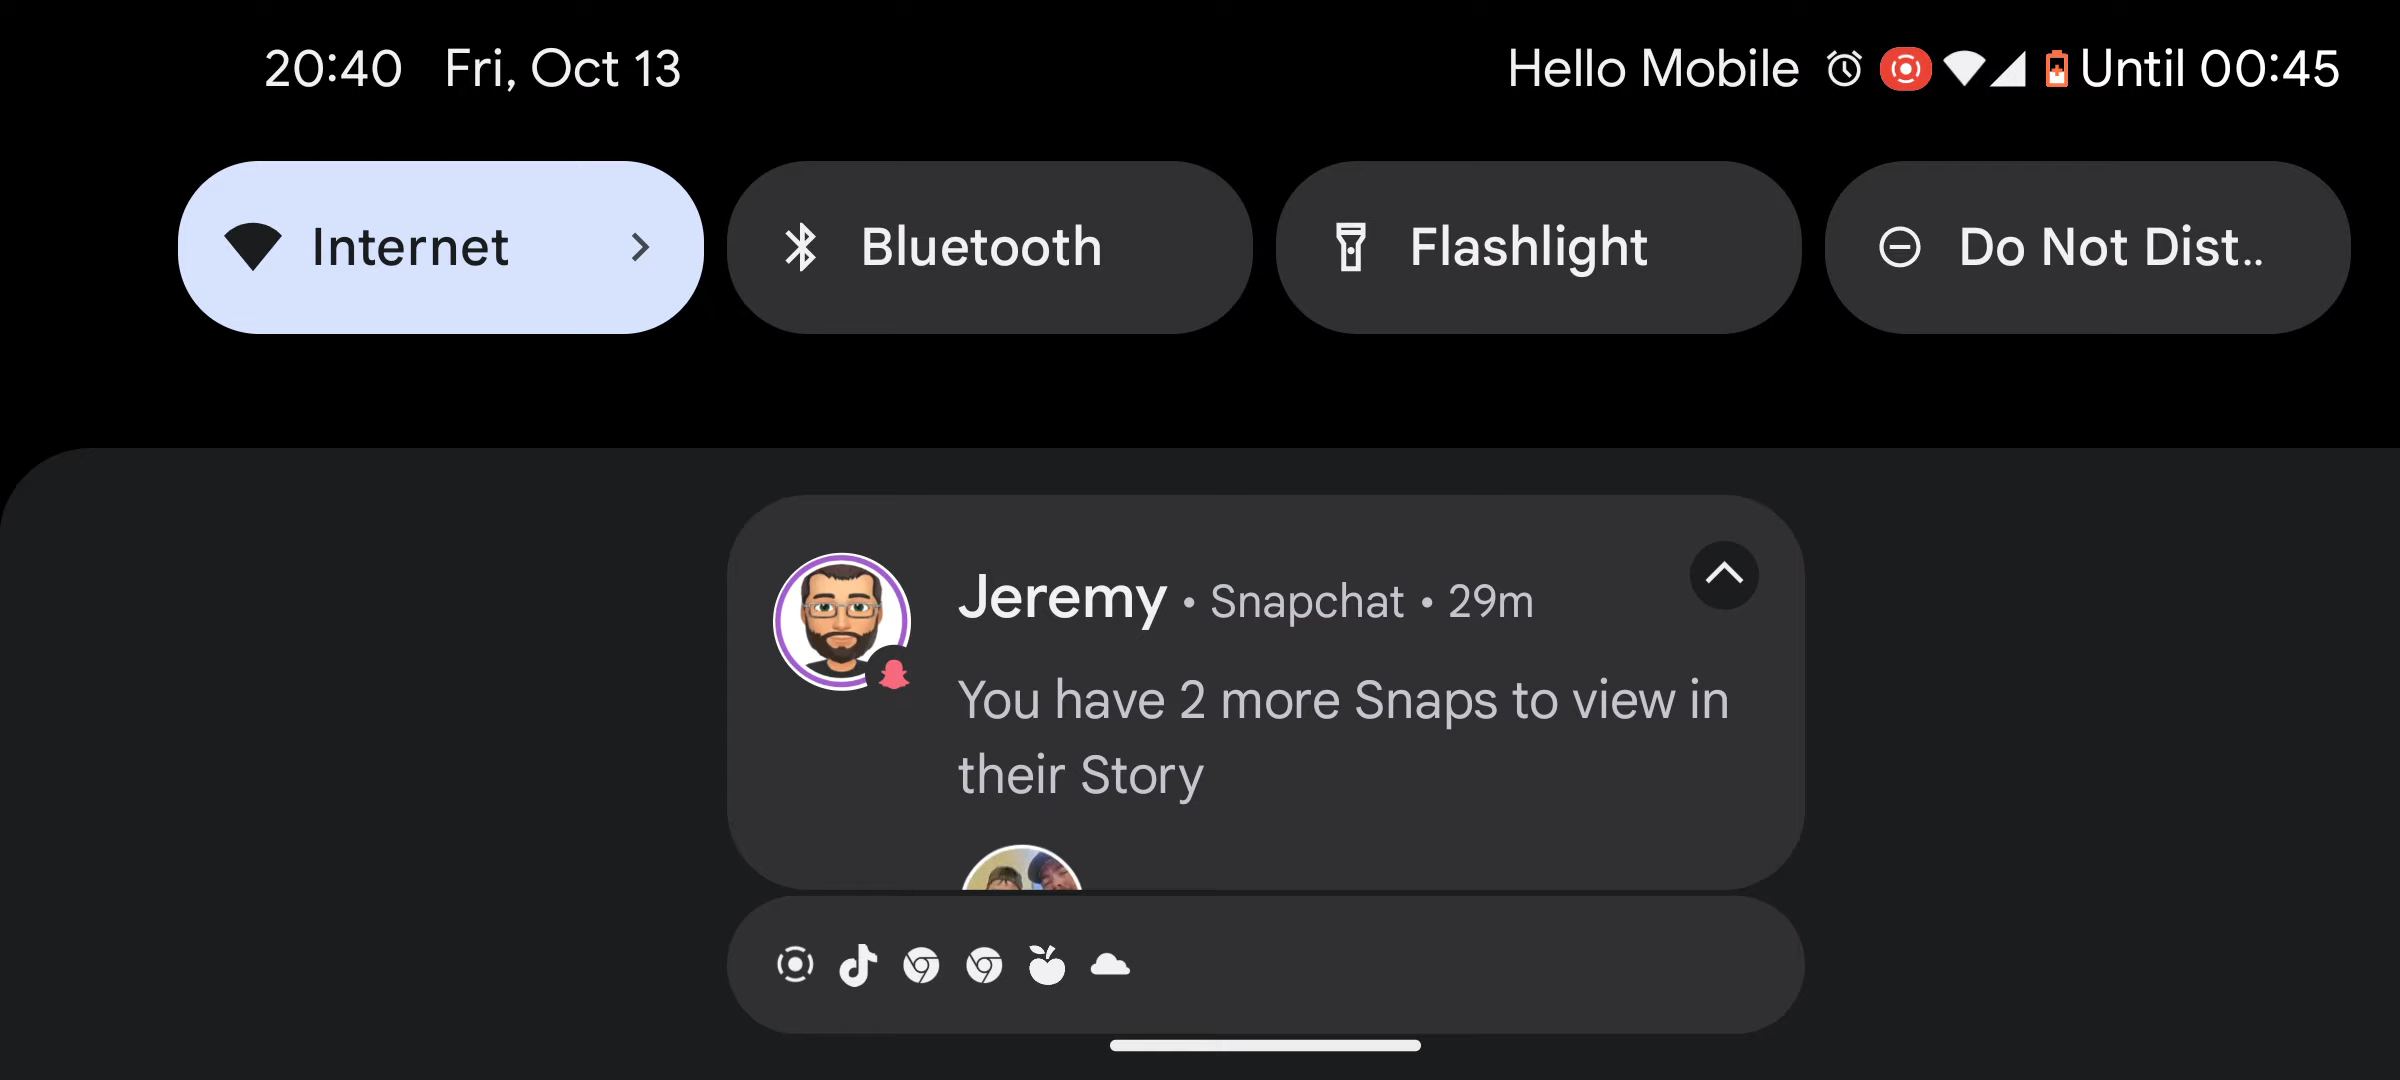 20:40 Fri, Oct 13
Hello Mobile Until 00:45
Internet
Bluetooth
Flashlight
Do Not Dist..
Jeremy • Snapchat • 29m
You have 2 more Snaps to view in
their Story